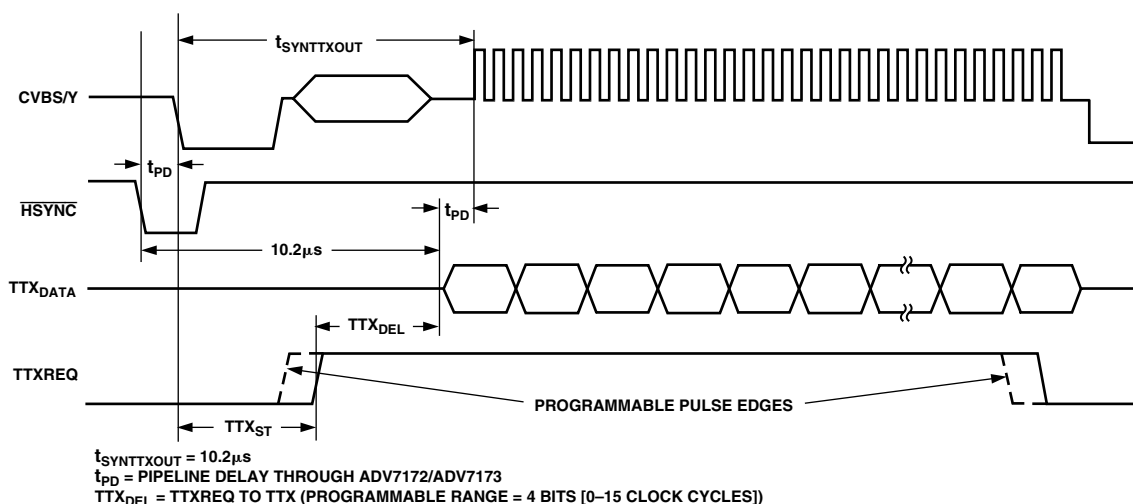 tSYNTTXOUT
CVBS/Y
tPD
HSYNC
tPD
10.2μs
TTXDATA
TTXDEL
TTXREQ
PROGRAMMABLE PULSE EDGES
TTXST
tSYNTTXOUT = 10.2μs
tPD = PIPELINE DELAY THROUGH ADV7172/ADV7173
TTXDEL = TTXREQ TO TTX (PROGRAMMABLE RANGE = 4 BITS [0–15 CLOCK CYCLES])